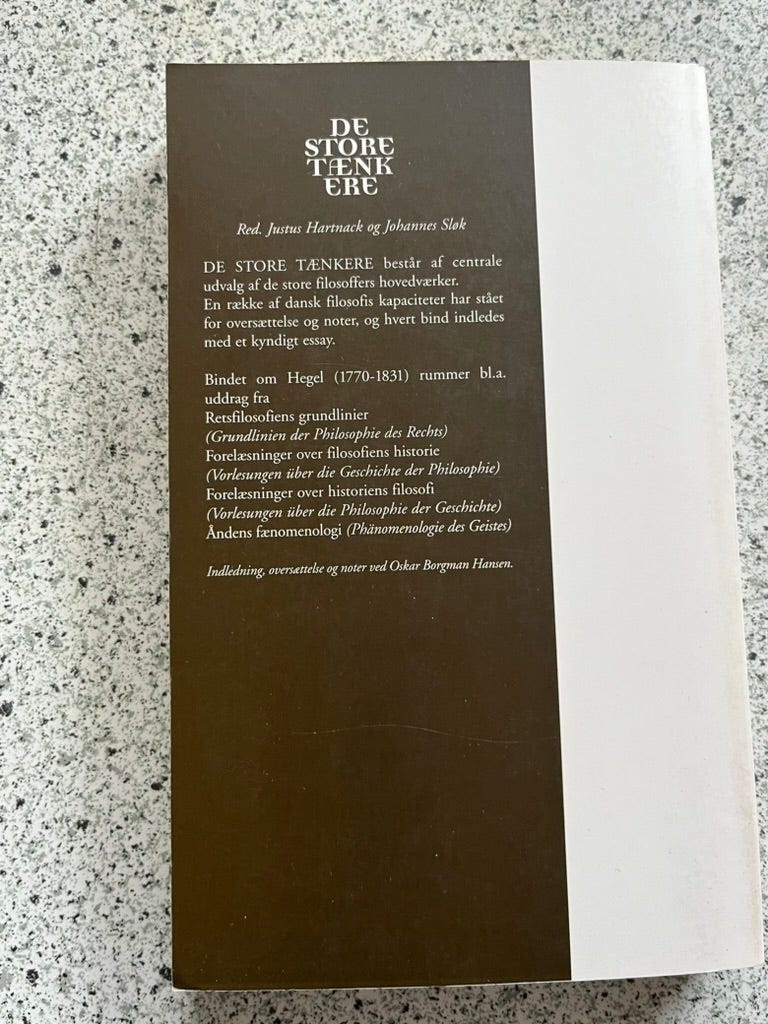 DE
STORE
TÆNK
ERE
Red. Justus Hartnack og Johannes Sløk
DE STORE TÆNKERE består af centrale
udvalg af de store filosoffers hovedværker.
En række af dansk filosofis kapaciteter har stået
for oversættelse og noter, og hvert bind indledes
med et kyndigt essay.
Bindet om Hegel (1770-1831) rummer bl.a.
uddrag fra
Retsfilosofiens grundlinier
(Grundlinien der Philosophie des Rechts)
Forelæsninger over filosofiens historie
(Vorlesungen über die Geschichte der Philosophie)
Forelæsninger over historiens filosofi
(Vorlesungen über die Philosophie der Geschichte)
Åndens fænomenologi (Phänomenologie des Geistes)
Indledning, oversættelse og noter ved Oskar Borgman Hansen.